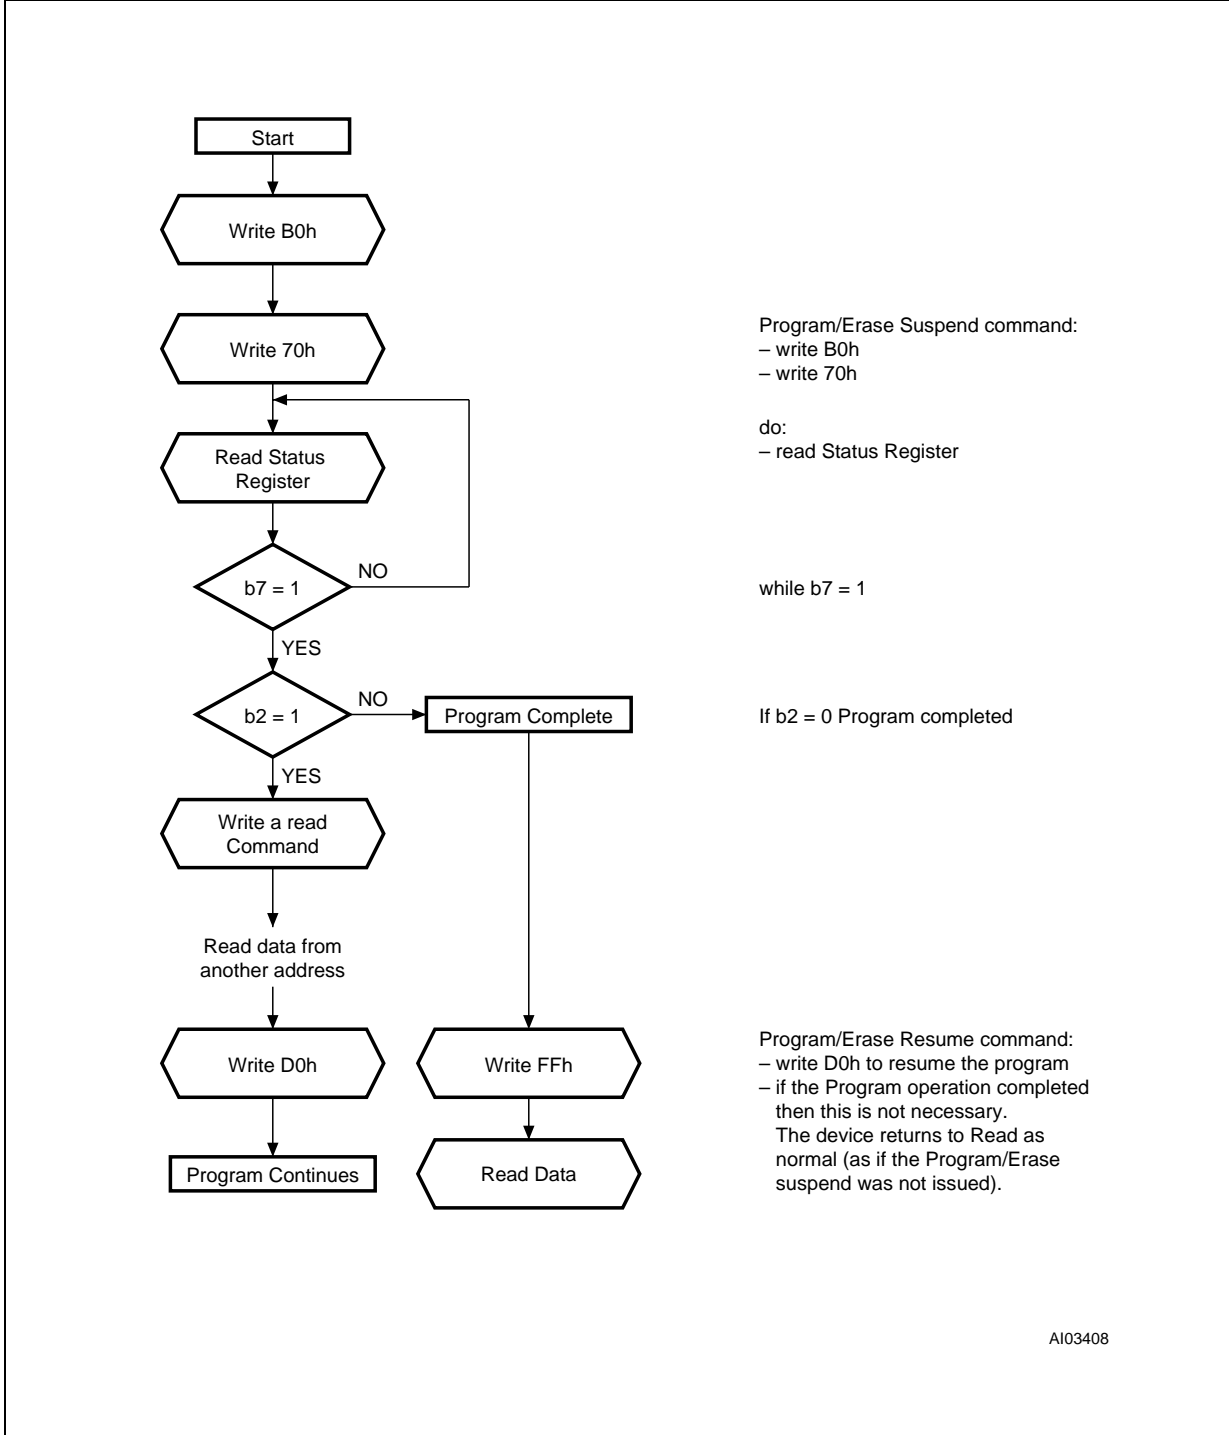 Start
Write B0h
Write 70h
Read Status
Register
b7 = 1
NO
YES
b2 = 1
NO
Program Complete
YES
Write a read
Command
Read data from
another address
Write D0h
Program Continues
Write FFh
Read Data
Program/Erase Suspend command:
– write B0h
– write 70h
do:
– read Status Register
while b7 = 1
If b2 = 0 Program completed
Program/Erase Resume command:
– write D0h to resume the program
– if the Program operation completed
then this is not necessary.
The device returns to Read as
normal (as if the Program/Erase
suspend was not issued).
AI03408